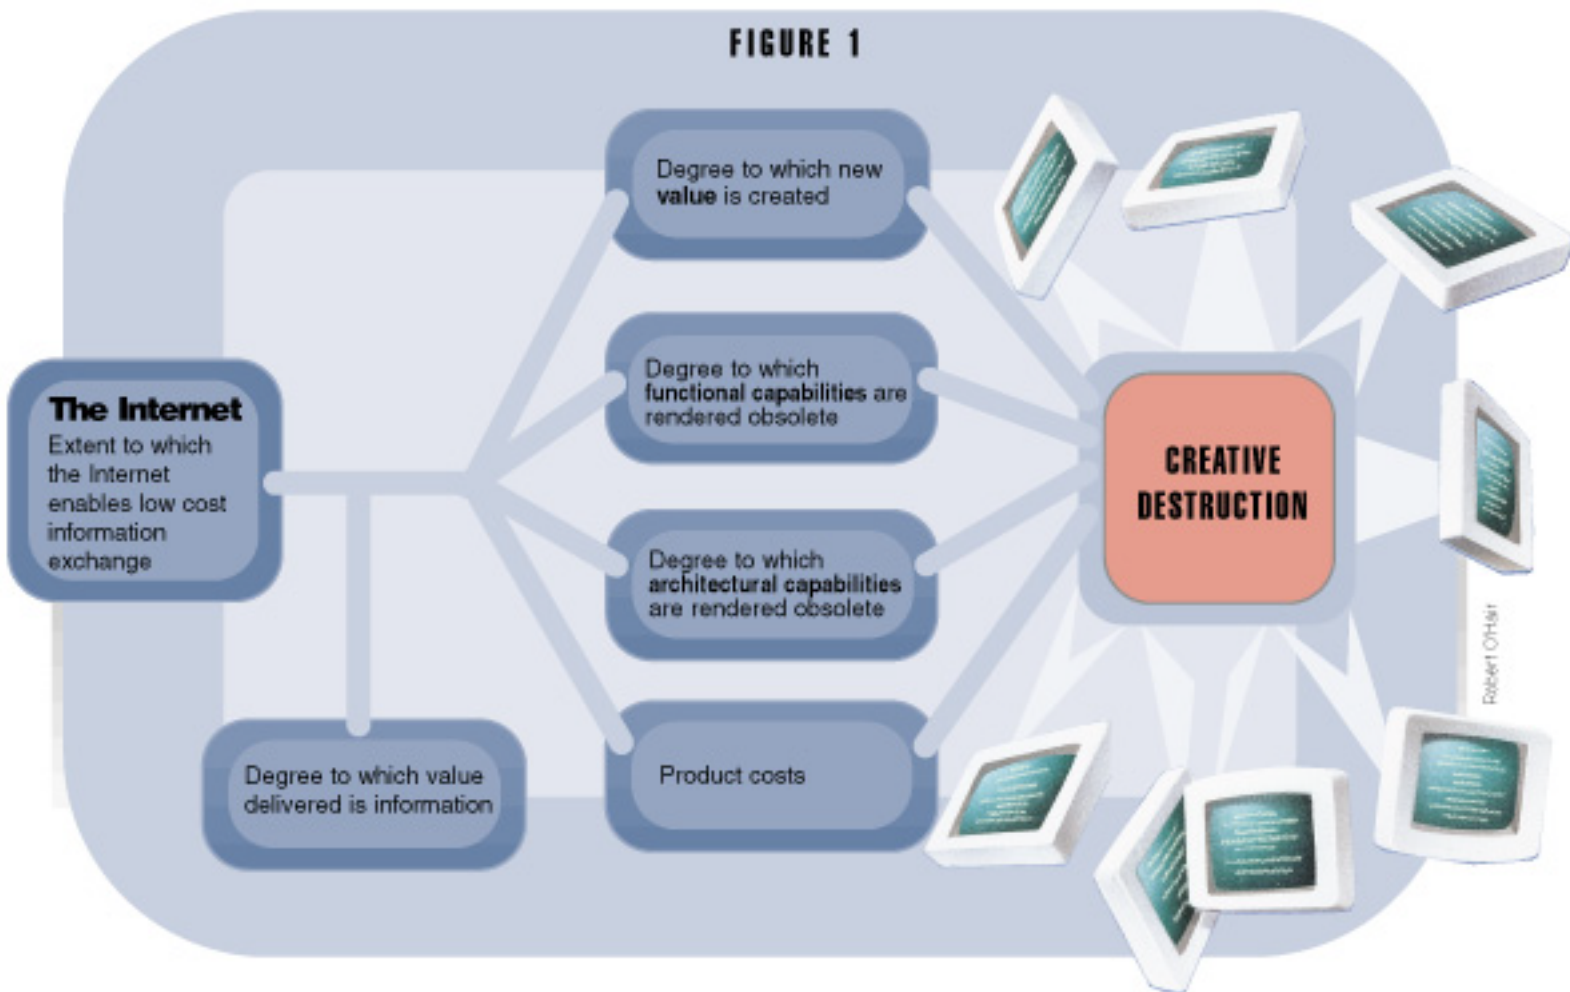 FIGURE 1
Degree to which new
value is created
Degree to which
functional capabilities are
rendered obsolete
The Internet
Extent to which
the Internet
enables low cost
information
exchange
CREATIVE
DESTRUCTION
Degree to which
architectural capabilities
are rendered obsolete
Degree to which value
delivered is information
Product costs
Robert O'Hair